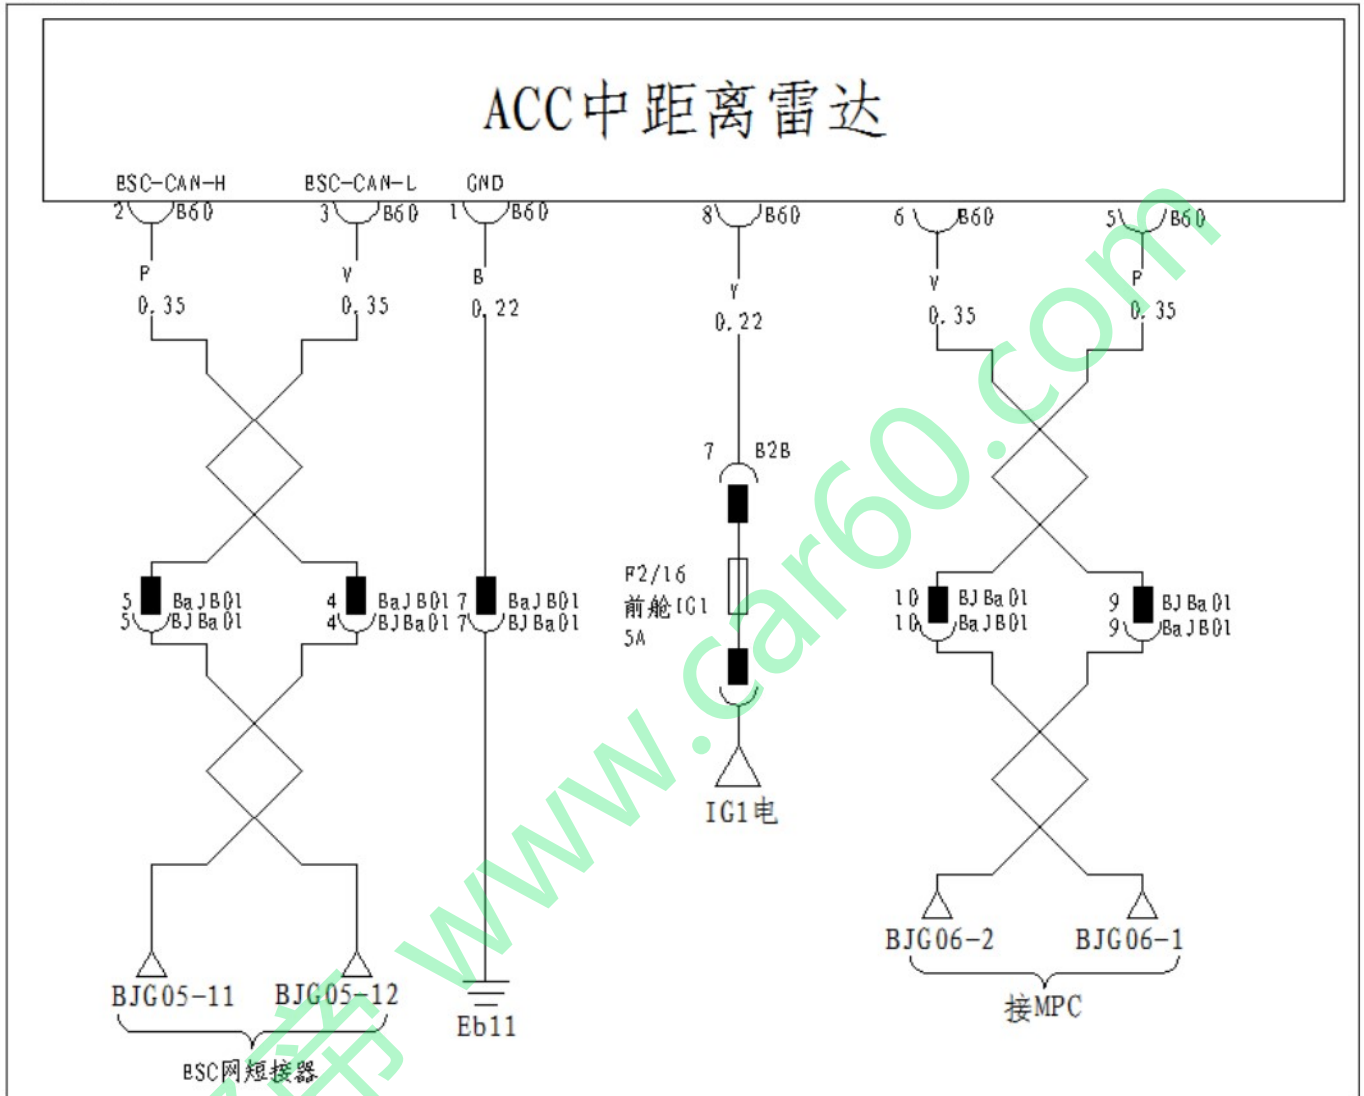 ACC中距离雷达
BSC-CAN-H BSC-CAN-L GND
2 B60 3 B60 1 B60 8 B60 6 B60 5 B60
P V B Y V P
0.35 0.35 0.22 0.22 0.35 0.35
7 B2B
F2/16
前舱IG1
5A
5 BaJB01 4 BaJB01 7 BaJB01 10 BJBa01 9 BJBa01
5 BJBa01 4 BJBa01 7 BJBa01 10 BaJB01 9 BaJB01
IG1电
BJG06-2 BJG06-1
接MPC
BJG05-11 BJG05-12
Eb11
BSC网短接器
www.car60.com